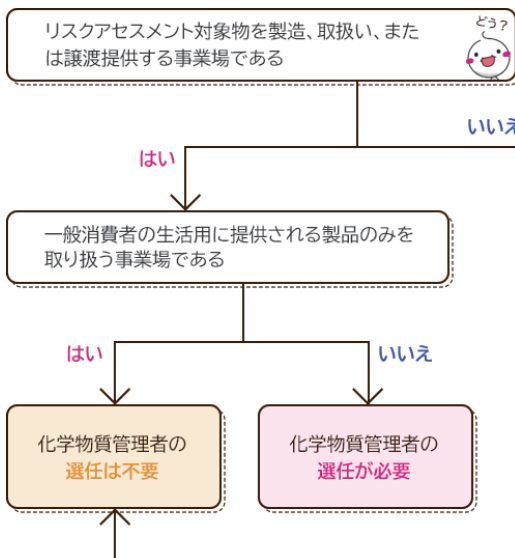 リスクアセスメント対象物を製造、取扱い、また
は譲渡提供する事業場である
どう?
いいえ
はい
一般消費者の生活用に提供される製品のみを
取り扱う事業場である
はい
いいえ
化学物質管理者の
選任は不要
化学物質管理者の
選任が必要